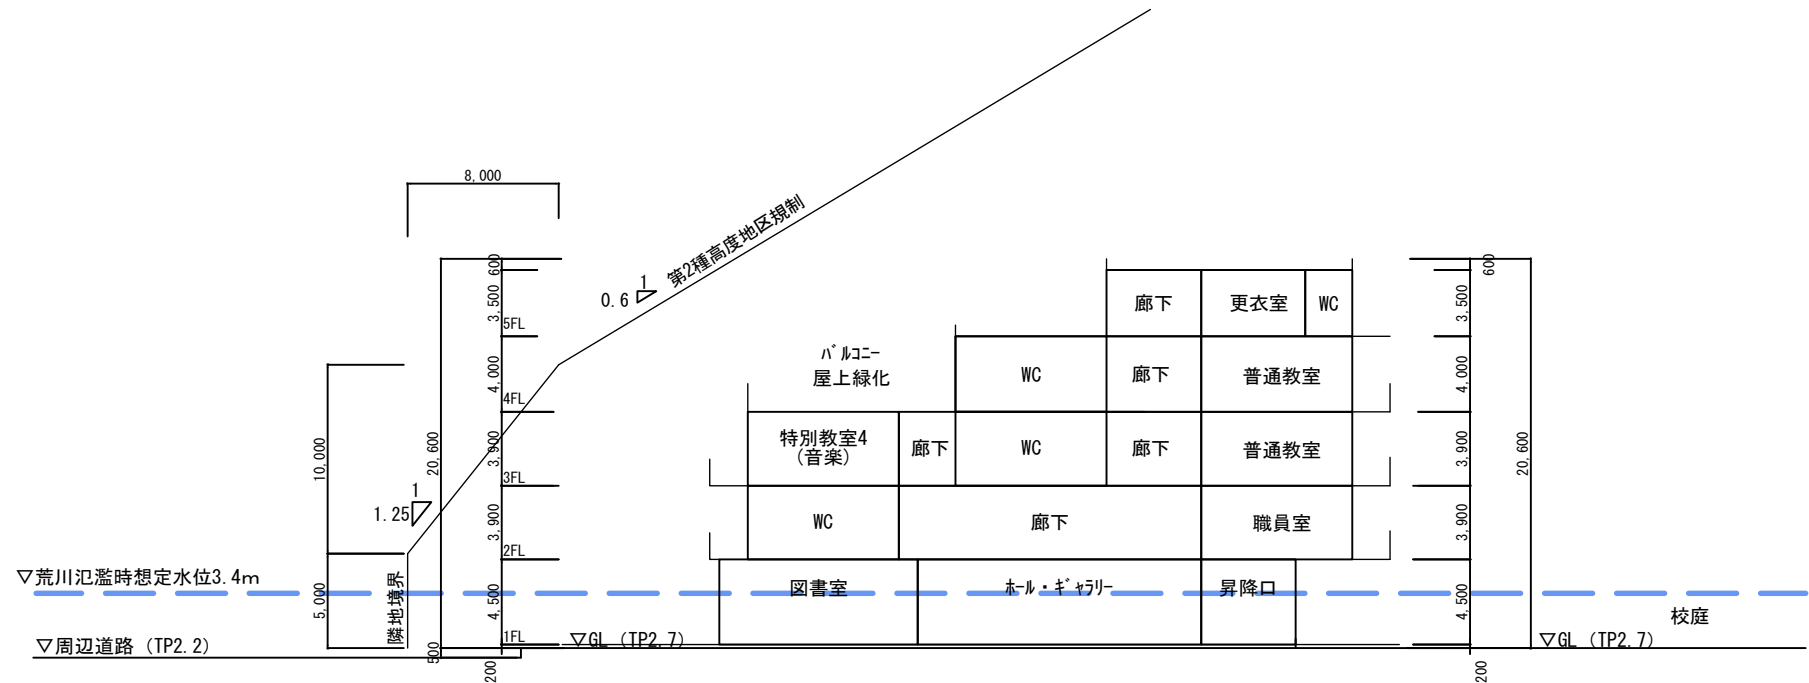 8,000
第2種高度地区規制
1
0.6
600
3,500
5FL
4,000
4FL
3,900
3FL
3,900
2FL
4,500
1FL
200
20,600
500
10,000
5,000
1
1.25
隣地境界
▽荒川氾濫時想定水位3.4m
▽周辺道路（TP2.2）
▽GL（TP2.7）
廊下
更衣室
WC
バルコニー
屋上緑化
WC
廊下
普通教室
特別教室4
（音楽）
廊下
WC
廊下
普通教室
WC
廊下
職員室
図書室
ホール・ギャラリー
昇降口
600
3,500
4,000
3,900
3,900
4,500
200
20,600
校庭
▽GL（TP2.7）